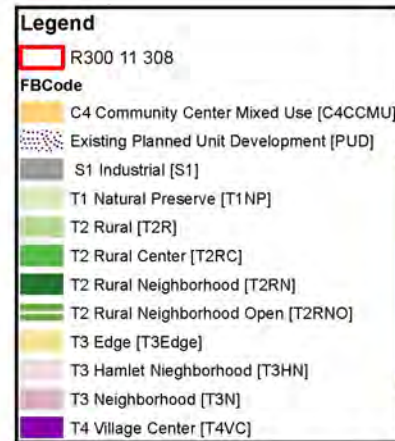 Legend
R300 11 308
FBCode
C4 Community Center Mixed Use [C4CCMU]
Existing Planned Unit Development [PUD]
S1 Industrial [S1]
T1 Natural Preserve [T1NP]
T2 Rural [T2R]
T2 Rural Center [T2RC]
T2 Rural Neighborhood [T2RN]
T2 Rural Neighborhood Open [T2RNO]
T3 Edge [T3Edge]
T3 Hamlet Nieghborhood [T3HN]
T3 Neighborhood [T3N]
T4 Village Center [T4VC]